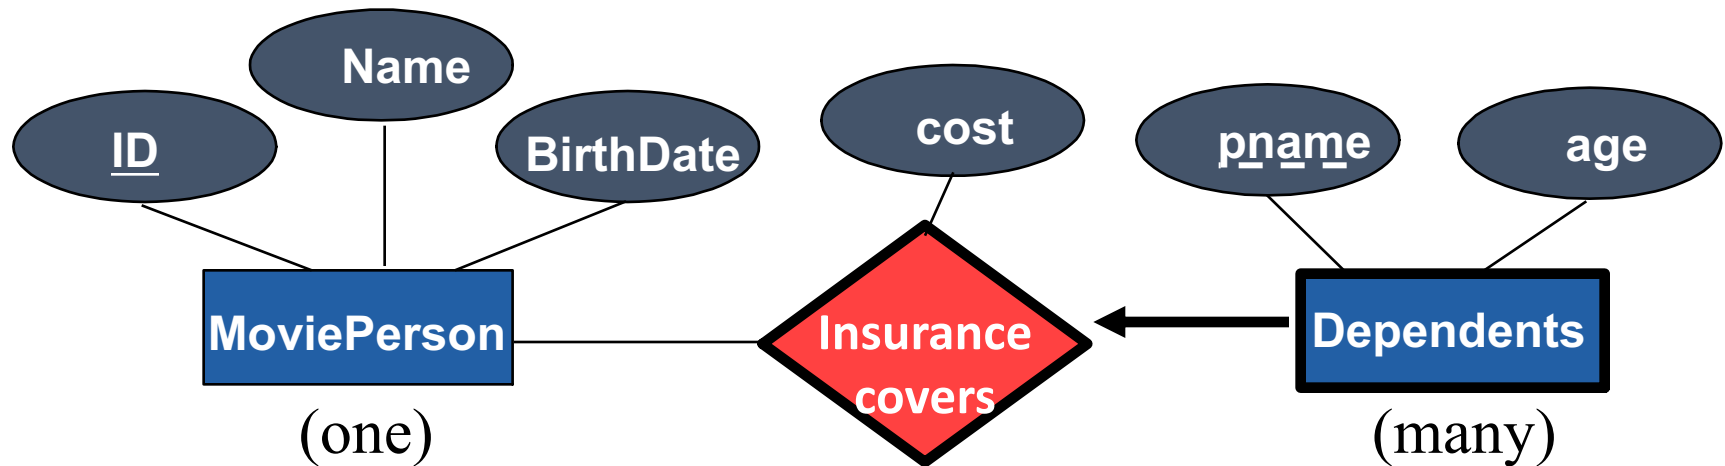 Name
ID
BirthDate
cost
pname
age
MoviePerson
Insurance
covers
Dependents
(one)
(many)